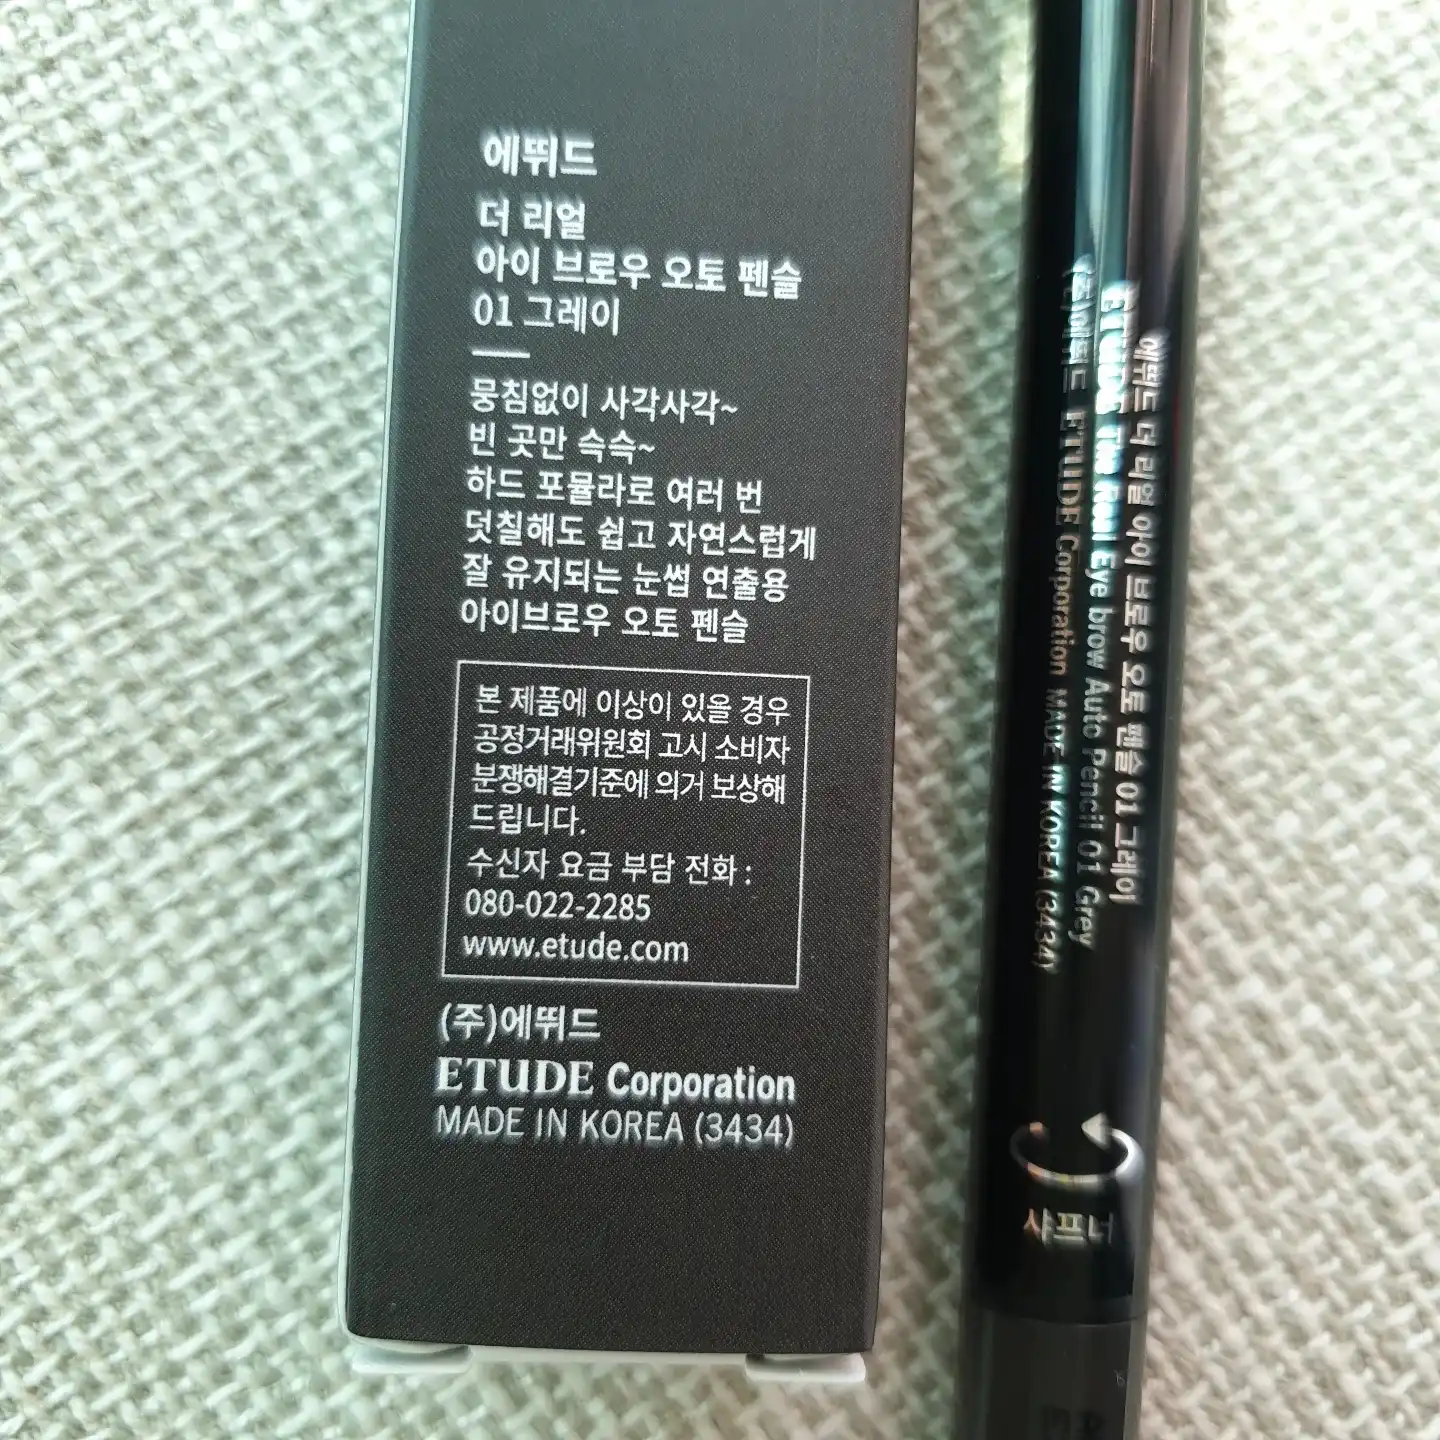 에뛰드
더 리얼
아이 브로우 오토 펜슬
01 그레이
뭉침없이 사각사각~
빈 곳만 슥슥~
하드 포뮬라로 여러 번
덧칠해도 쉽고 자연스럽게
잘 유지되는 눈썹 연출용
아이브로우 오토 펜슬
본 제품에 이상이 있을 경우
공정거래위원회 고시 소비자
분쟁해결기준에 의거 보상해
드립니다.
수신자 요금 부담 전화 :
080-022-2285
www.etude.com
(주)에뛰드
ETUDE Corporation
MADE IN KOREA (3434)
에뛰드 더 리얼 아이 브로우 오토 펜슬 01 그레이
ETUDE The Real Eye brow Auto Pencil 01 Grey
(주)에뛰드 ETUDE Corporation MADE IN KOREA (3434)
샤프너